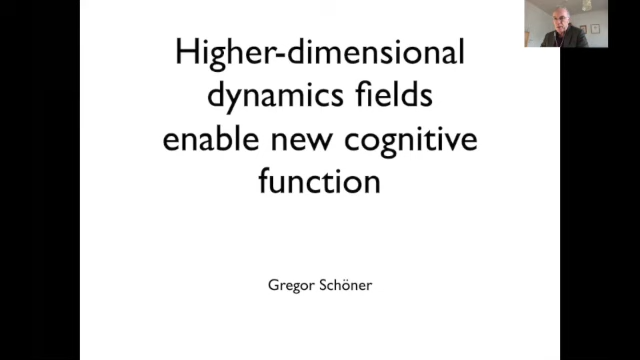 Higher-dimensional
dynamics fields
enable new cognitive
function
Gregor Schöner